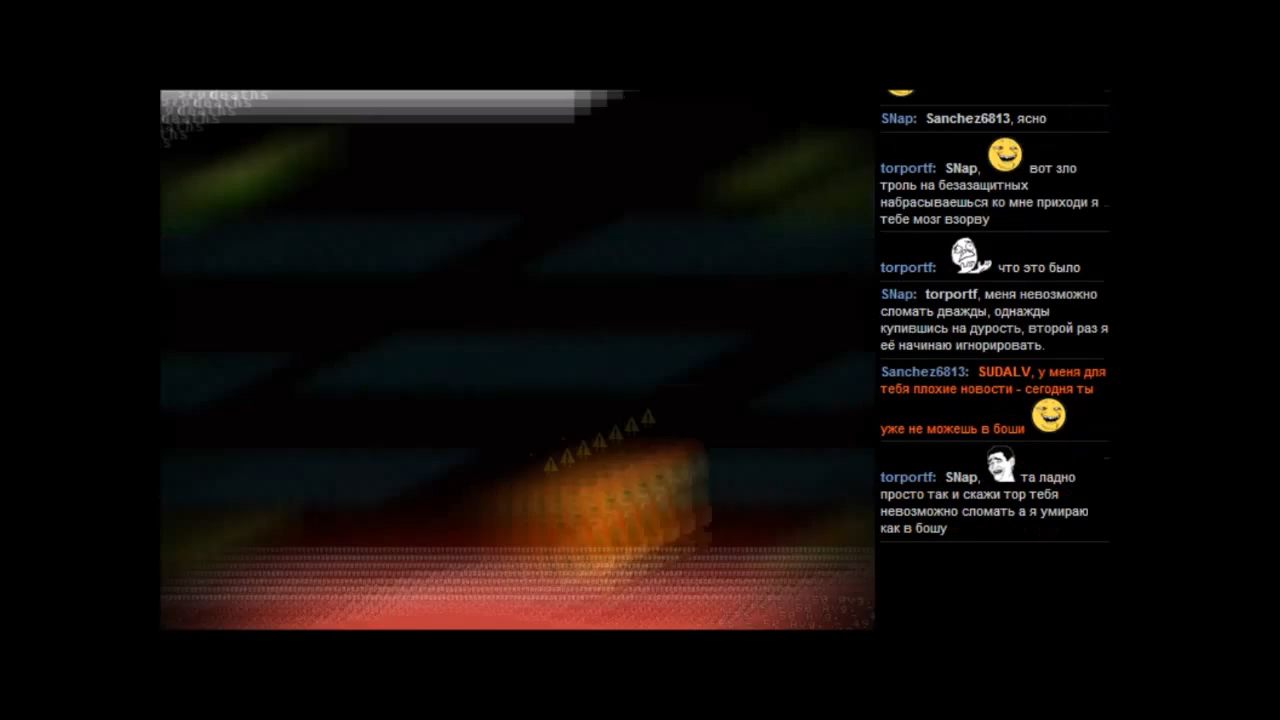 deaths
deaths
deaths
SNap: Sanchez6813, ясно
torportf: SNap, вот зло
троль на безазащитных
набрасываешься ко мне приходи я
тебе мозг взорву
torportf: что это было
SNap: torportf, меня невозможно
сломать дважды, однажды
купившись на дурость, второй раз я
её начинаю игнорировать.
Sanchez6813: SUDALV, у меня для
тебя плохие новости - сегодня ты
уже не можешь в боши
torportf: SNap, та ладно
просто так и скажи тор тебя
невозможно сломать а я умираю
как в бошу